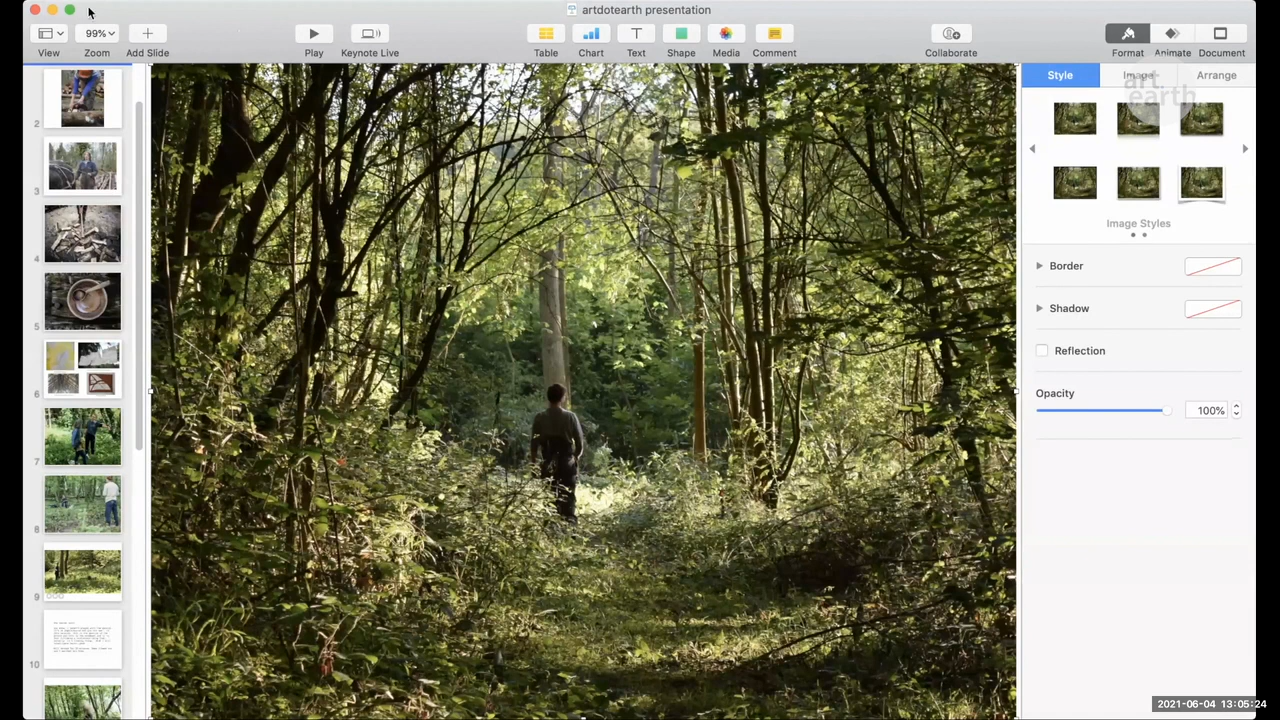 artdotearth presentation
99%
View
Zoom
Add Slide
Play
Keynote Live
Table
Chart
Text
Shape
Media
Comment
Collaborate
Format
Animate
Document
Style
Image
Arrange
art.
earth
2
3
4
5
6
7
8
9
10
Image Styles
Border
Shadow
Reflection
Opacity
100%
2021-06-04 13:05:24